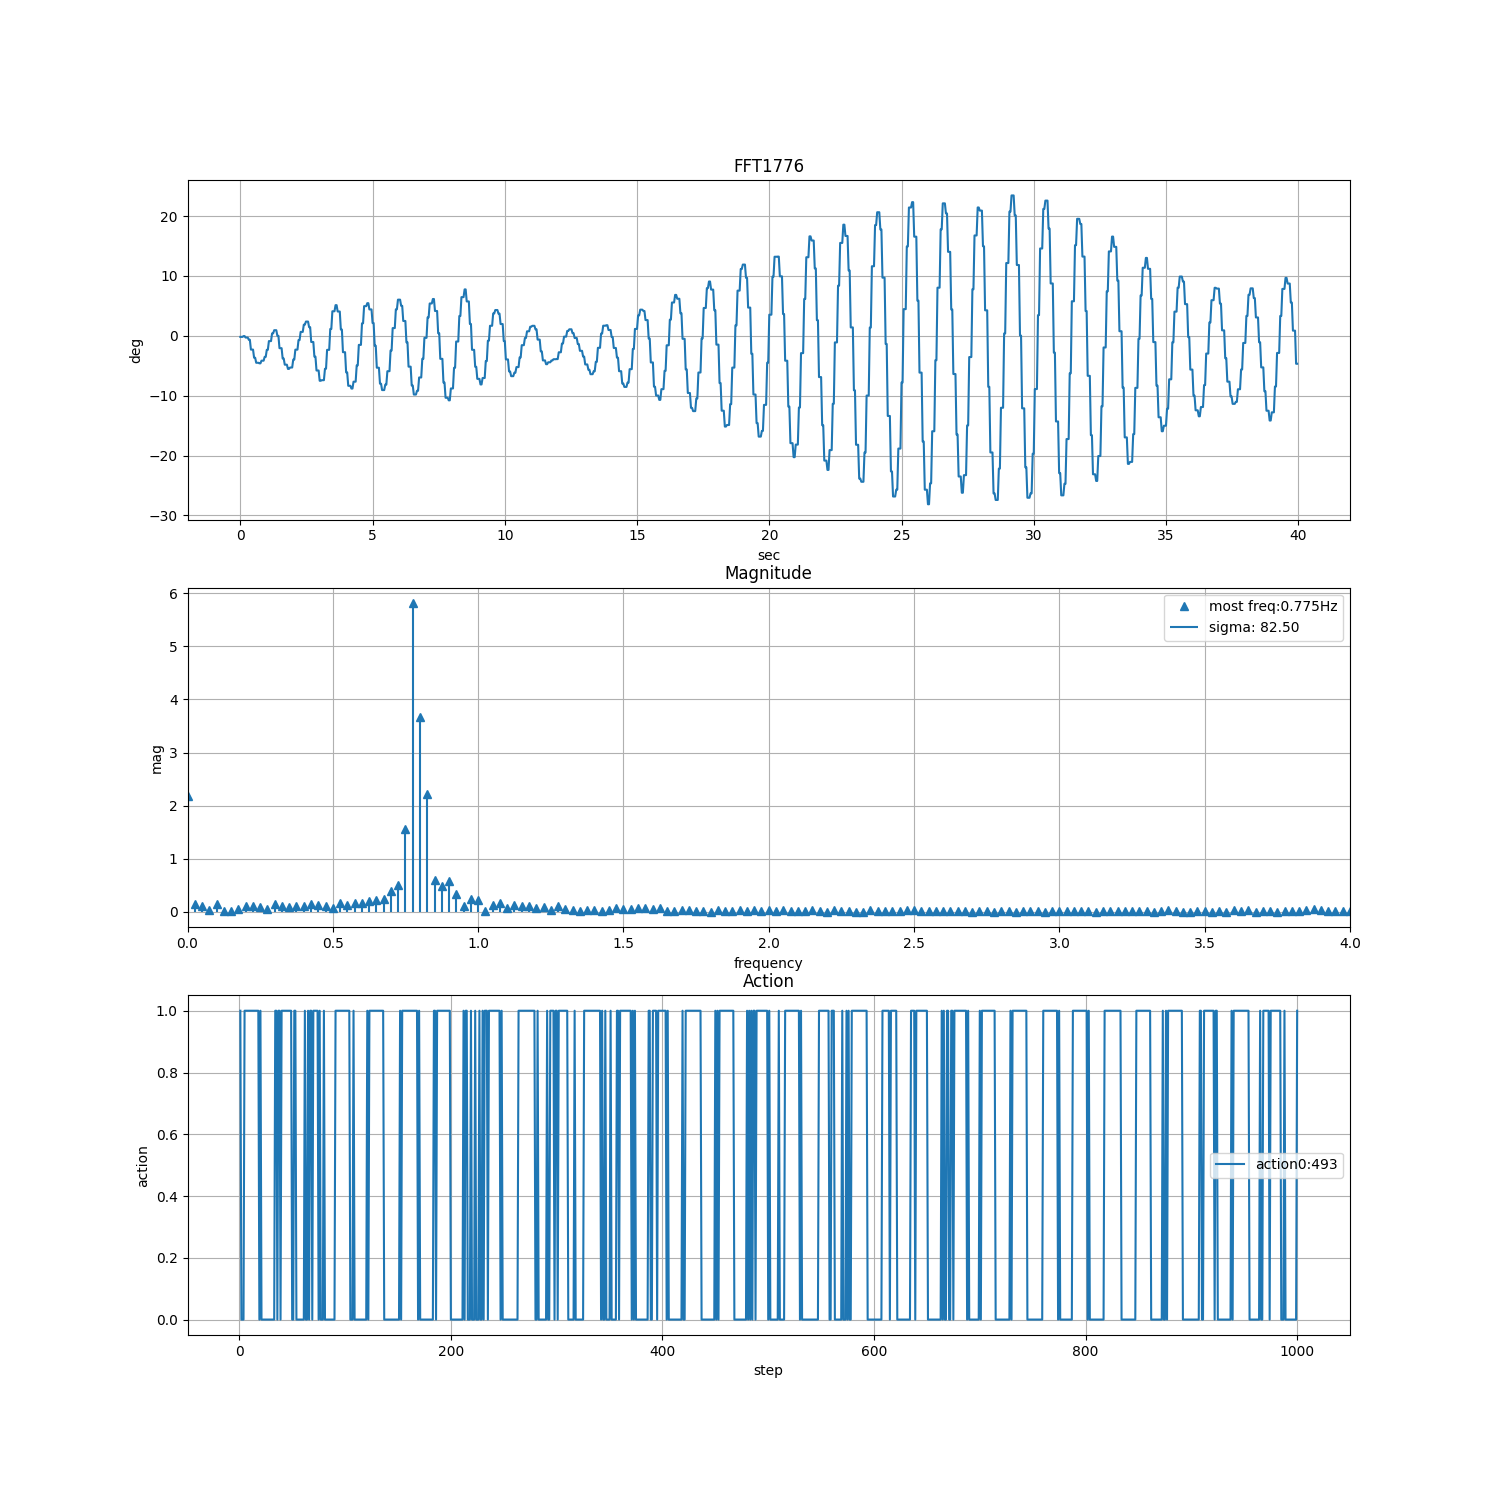 FFT1776
20
10
0
−10
−20
−30
deg
0 5 10 15 20 25 30 35 40
sec
Magnitude
6
5
4
3
2
1
0
mag
most freq:0.775Hz
sigma: 82.50
0.0 0.5 1.0 1.5 2.0 2.5 3.0 3.5 4.0
frequency
Action
1.0
0.8
0.6
0.4
0.2
0.0
action
action0:493
0 200 400 600 800 1000
step